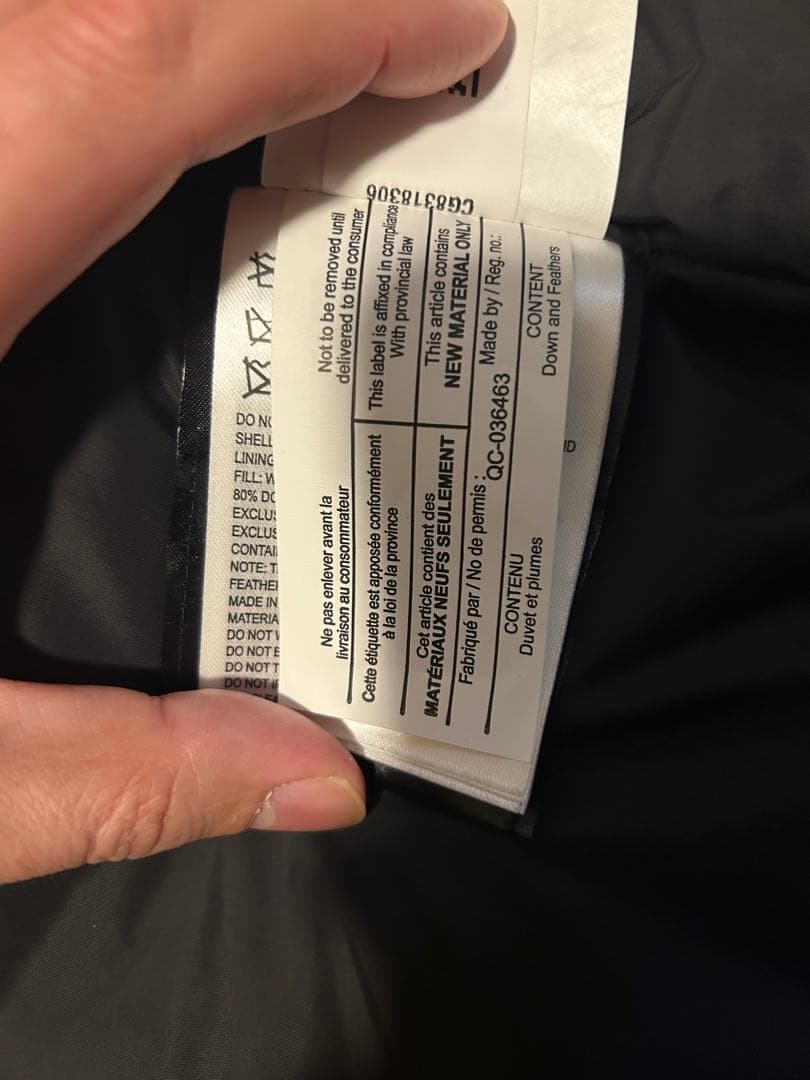 CG8318306
Ne pas enlever avant la
livraison au consommateur
Not to be removed until
delivered to the consumer
Cette étiquette est apposée conformément
à la loi de la province
This label is affixed in compliance
With provincial law
Cet article contient des
MATÉRIAUX NEUFS SEULEMENT
This article contains
NEW MATERIAL ONLY
Fabriqué par / No de permis : Made by / Reg. no.:
QC-036463
CONTENU
Duvet et plumes
CONTENT
Down and Feathers
DO
SHELL
LINING
FILL:
80%
CONTAI
NOTE:
FEATHE
MADE IN
MATERIA
DO NOT
DO NOT
DO NOT
DO NOT